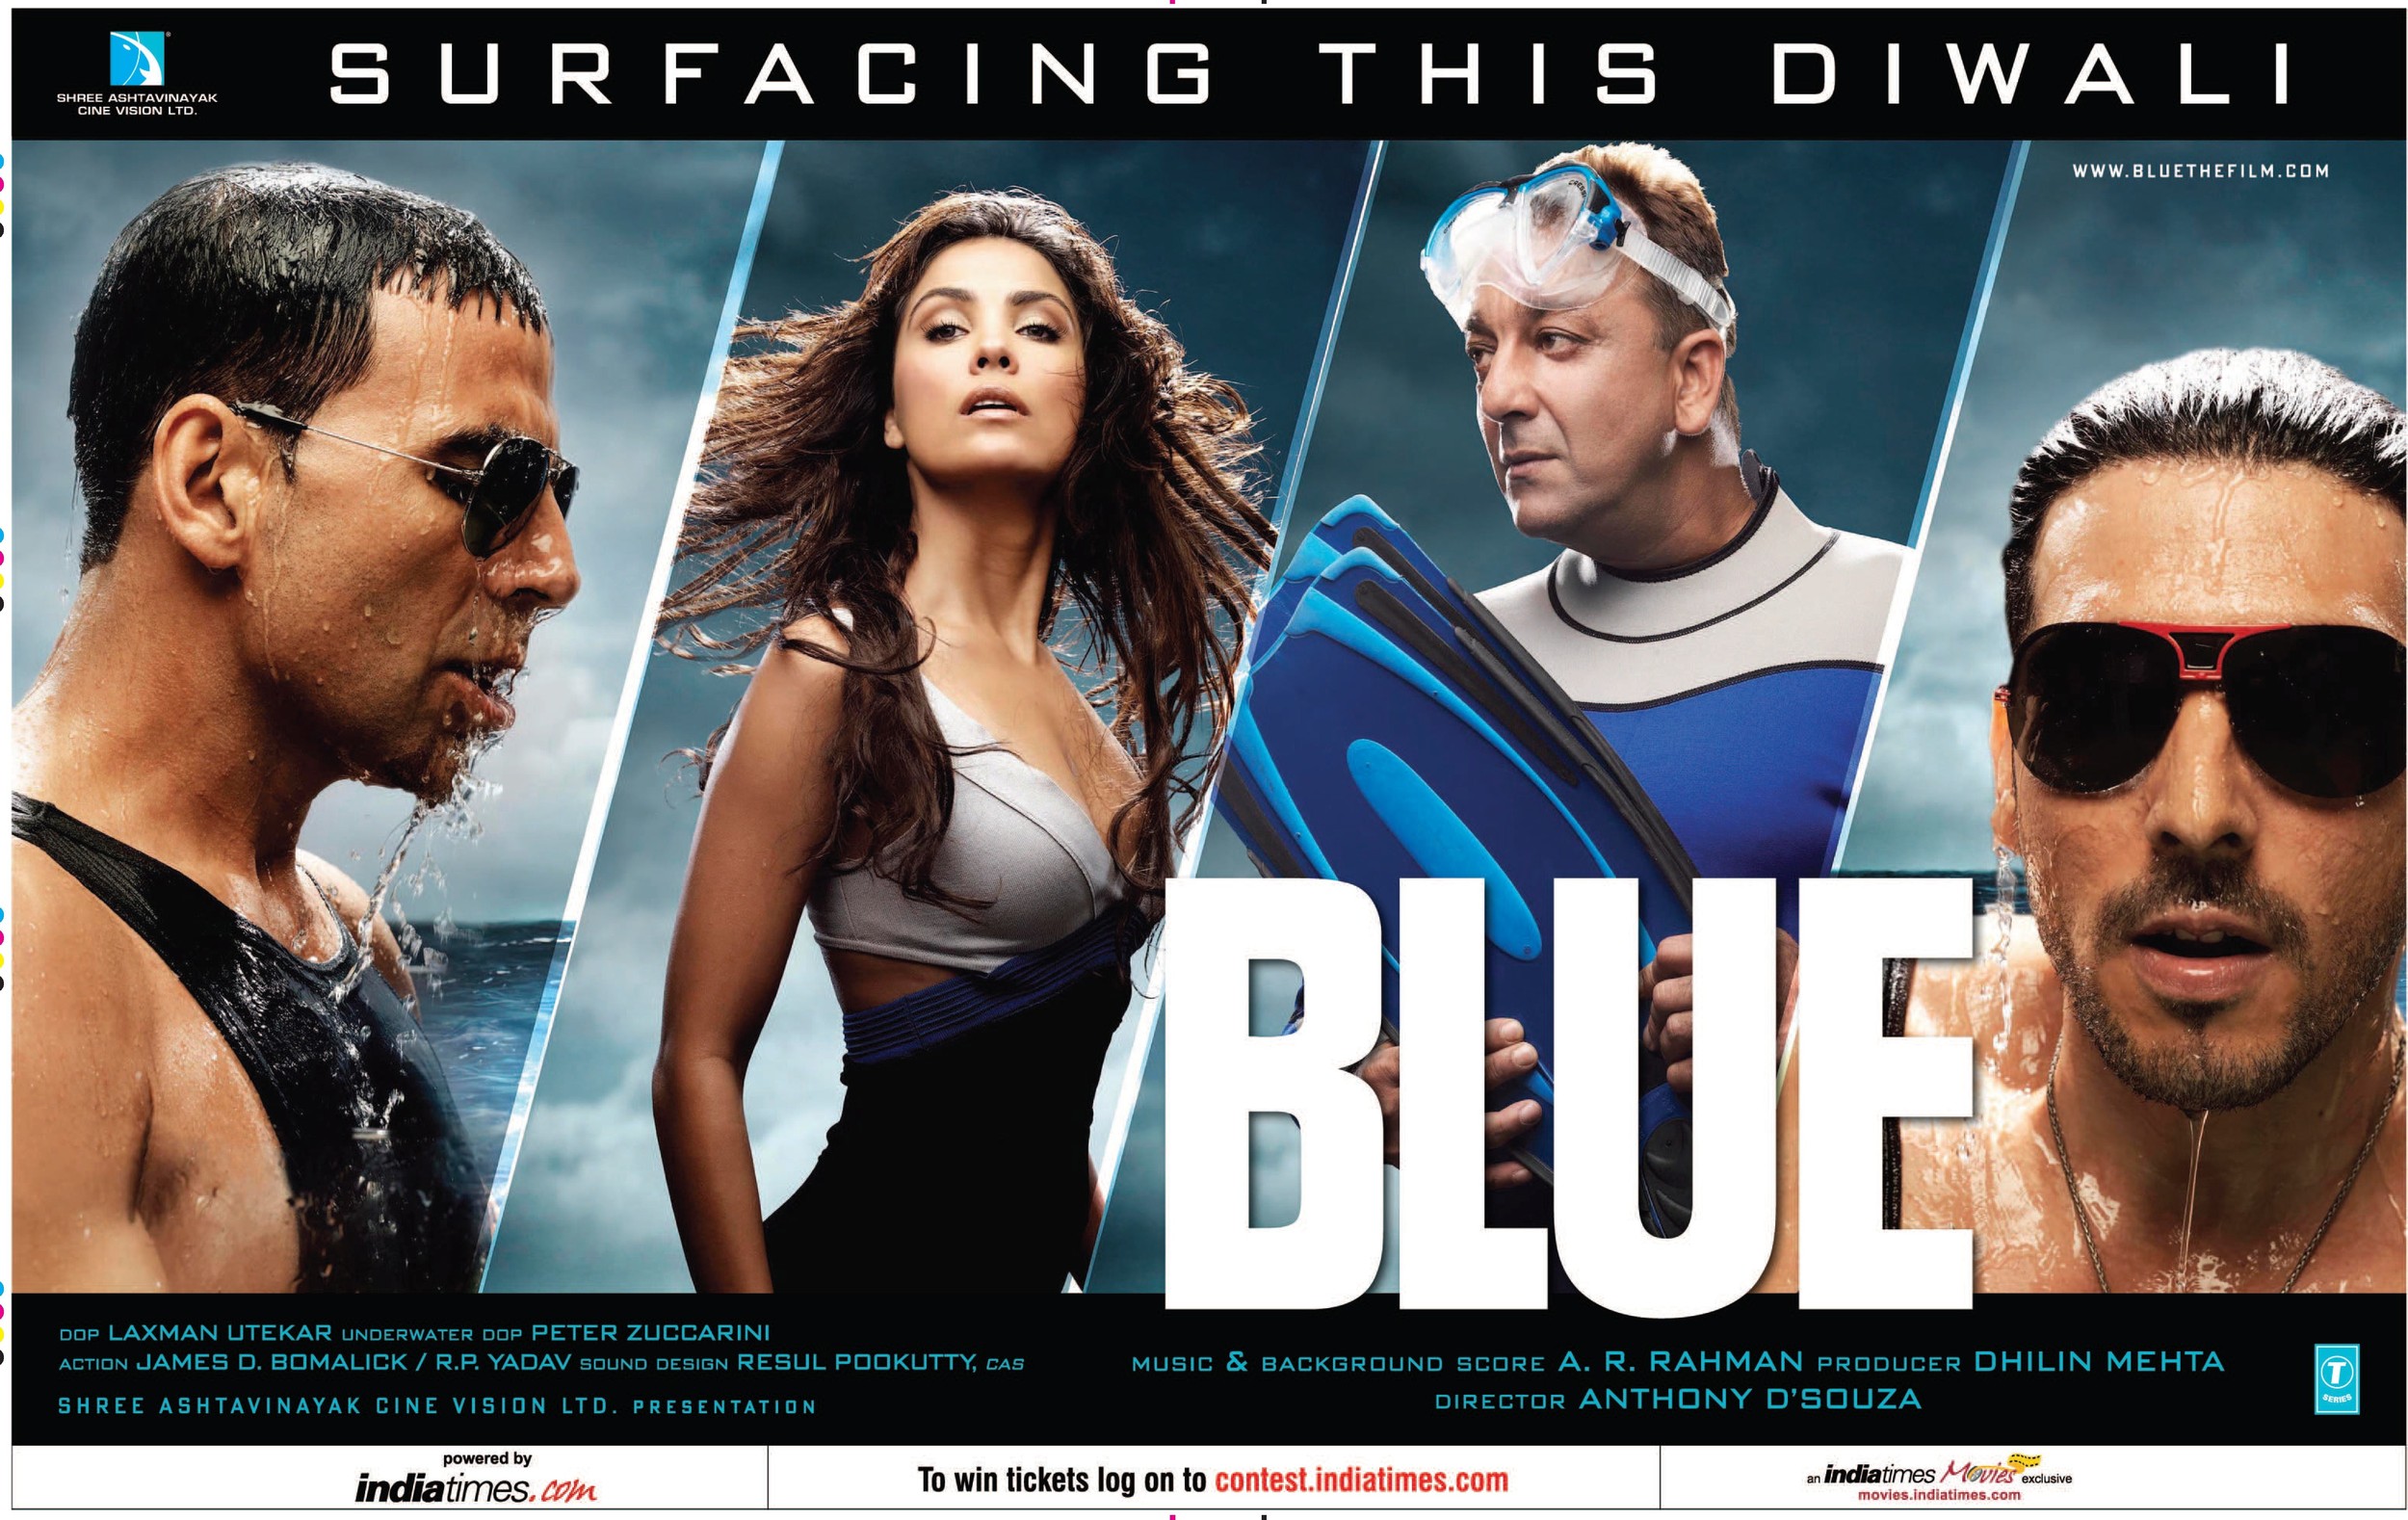 SHREE ASHTAVINAYAK
CINE VISION LTD.
SURFACING THIS DIWALI
WWW.BLUETHEFILM.COM
BLUE
DOP LAXMAN UTEKAR UNDERWATER DOP PETER ZUCCARINI
ACTION JAMES D. BOMALICK / R.P. YADAV SOUND DESIGN RESUL POOKUTTY, CAS
SHREE ASHTAVINAYAK CINE VISION LTD. PRESENTATION
MUSIC & BACKGROUND SCORE A. R. RAHMAN PRODUCER DHILIN MEHTA
DIRECTOR ANTHONY D'SOUZA
T
SERIES
powered by
indiatimes.com
To win tickets log on to contest.indiatimes.com
an indiatimes Movies exclusive
movies.indiatimes.com